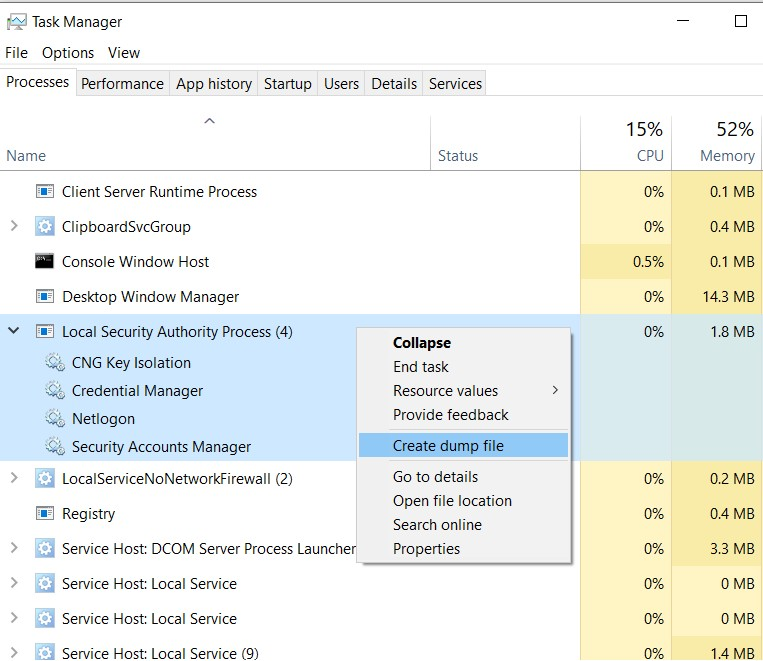 Task Manager
File Options View
Processes Performance App history Startup Users Details Services
15% 52%
Name Status CPU Memory
Client Server Runtime Process 0% 0.1 MB
ClipboardSvcGroup 0% 0.4 MB
Console Window Host 0.5% 0.1 MB
Desktop Window Manager 0% 14.3 MB
Local Security Authority Process (4) 0% 1.8 MB
CNG Key Isolation
Credential Manager
Netlogon
Security Accounts Manager
Collapse
End task
Resource values
Provide feedback
Create dump file
Go to details
Open file location
Search online
Properties
LocalServiceNoNetworkFirewall (2) 0% 0.2 MB
Registry 0% 0.4 MB
Service Host: DCOM Server Process Launcher 0% 3.3 MB
Service Host: Local Service 0% 0 MB
Service Host: Local Service 0% 0 MB
Service Host: Local Service (9) 0% 1.4 MB